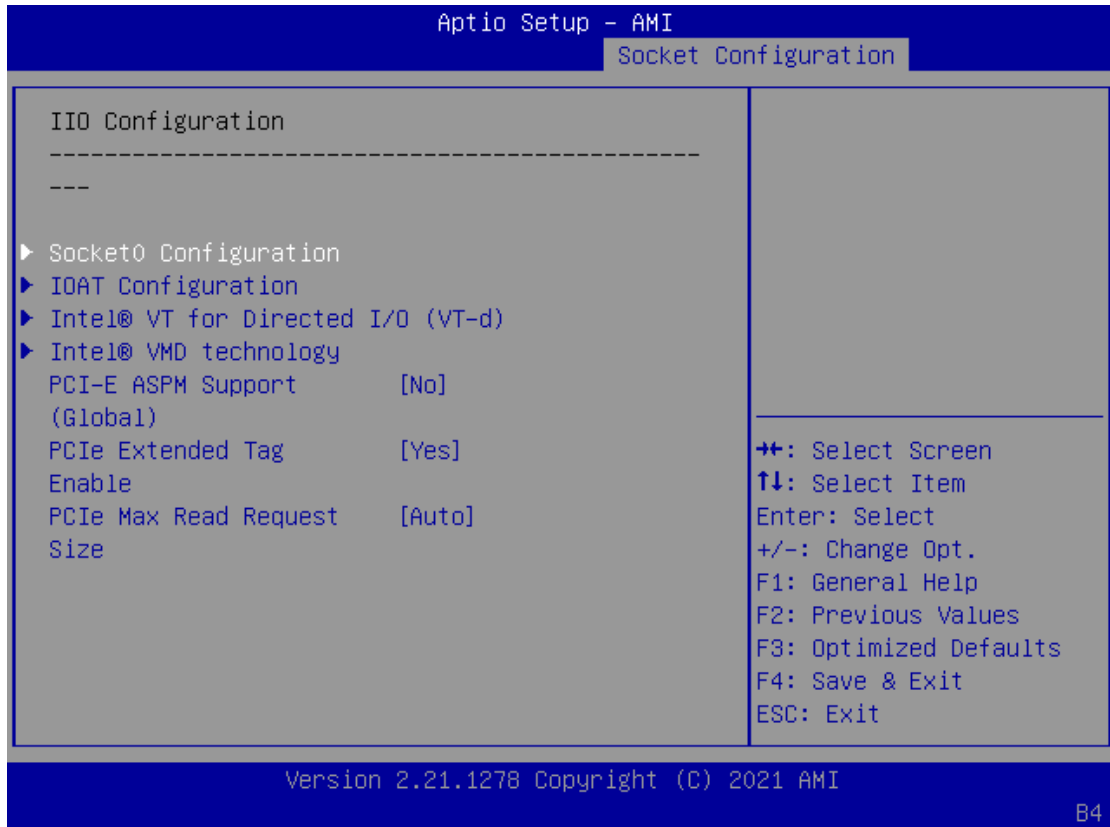 Aptio Setup – AMI
Socket Configuration
IIO Configuration
-----------------------------------------------
---
▶ Socket0 Configuration
▶ IOAT Configuration
▶ Intel® VT for Directed I/O (VT-d)
▶ Intel® VMD technology
PCI-E ASPM Support [No]
(Global)
PCIe Extended Tag [Yes]
Enable
PCIe Max Read Request [Auto]
Size
→←: Select Screen
↑↓: Select Item
Enter: Select
+/-: Change Opt.
F1: General Help
F2: Previous Values
F3: Optimized Defaults
F4: Save & Exit
ESC: Exit
Version 2.21.1278 Copyright (C) 2021 AMI
B4